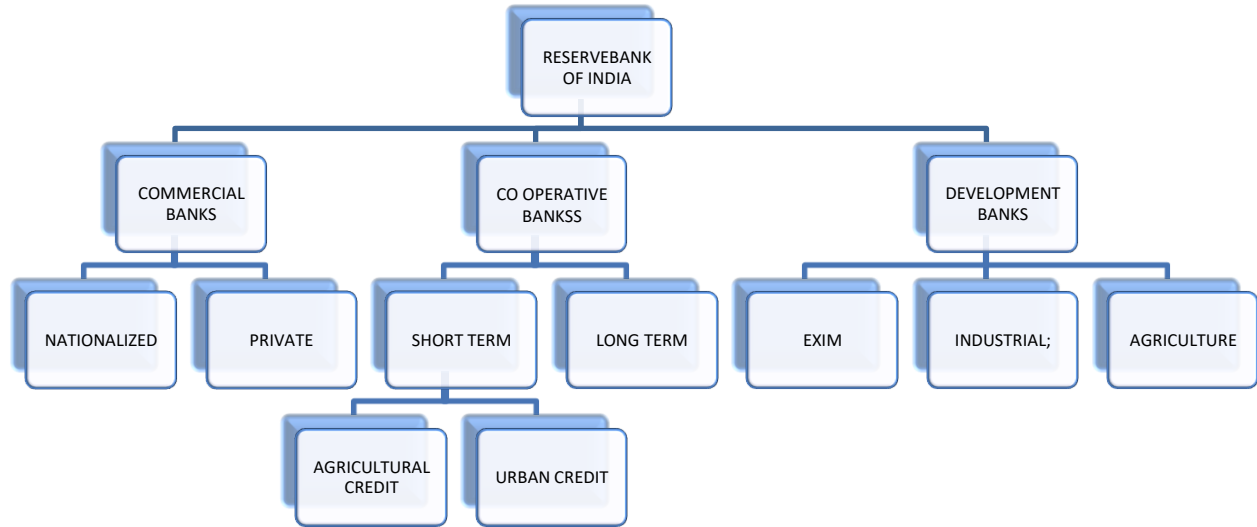 RESERVEBANK
OF INDIA
COMMERCIAL
BANKS
CO OPERATIVE
BANKSS
DEVELOPMENT
BANKS
NATIONALIZED
PRIVATE
SHORT TERM
LONG TERM
EXIM
INDUSTRIAL;
AGRICULTURE
AGRICULTURAL
CREDIT
URBAN CREDIT